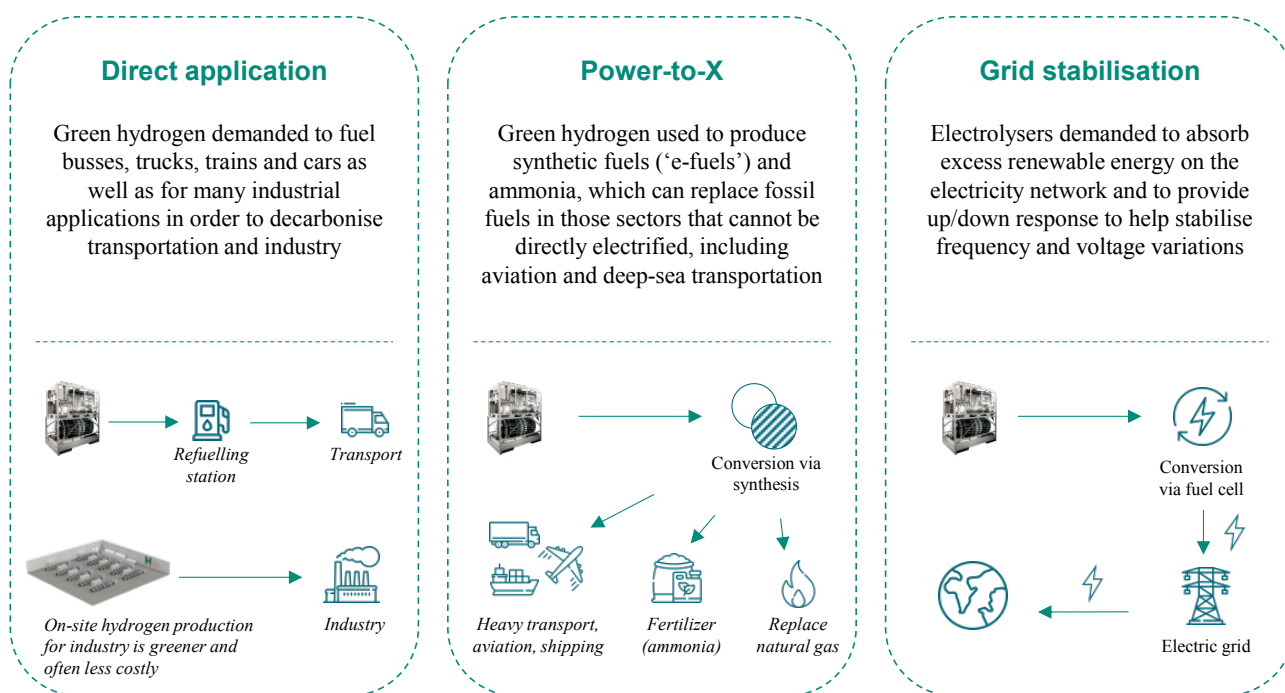 Direct application
Green hydrogen demanded to fuel
busses, trucks, trains and cars as
well as for many industrial
applications in order to decarbonise
transportation and industry
Refuelling
station
Transport
On-site hydrogen production
for industry is greener and
often less costly
Industry
Power-to-X
Green hydrogen used to produce
synthetic fuels (‘e-fuels’) and
ammonia, which can replace fossil
fuels in those sectors that cannot be
directly electrified, including
aviation and deep-sea transportation
Conversion via
synthesis
Heavy transport,
aviation, shipping
Fertilizer
(ammonia)
Replace
natural gas
Grid stabilisation
Electrolysers demanded to absorb
excess renewable energy on the
electricity network and to provide
up/down response to help stabilise
frequency and voltage variations
Conversion
via fuel cell
Electric grid